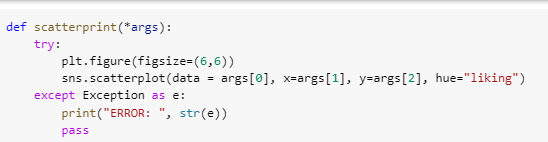 def scatterprint(*args):
    try:
        plt.figure(figsize=(6,6))
        sns.scatterplot(data = args[0], x=args[1], y=args[2], hue="liking")
    except Exception as e:
        print("ERROR: ", str(e))
        pass